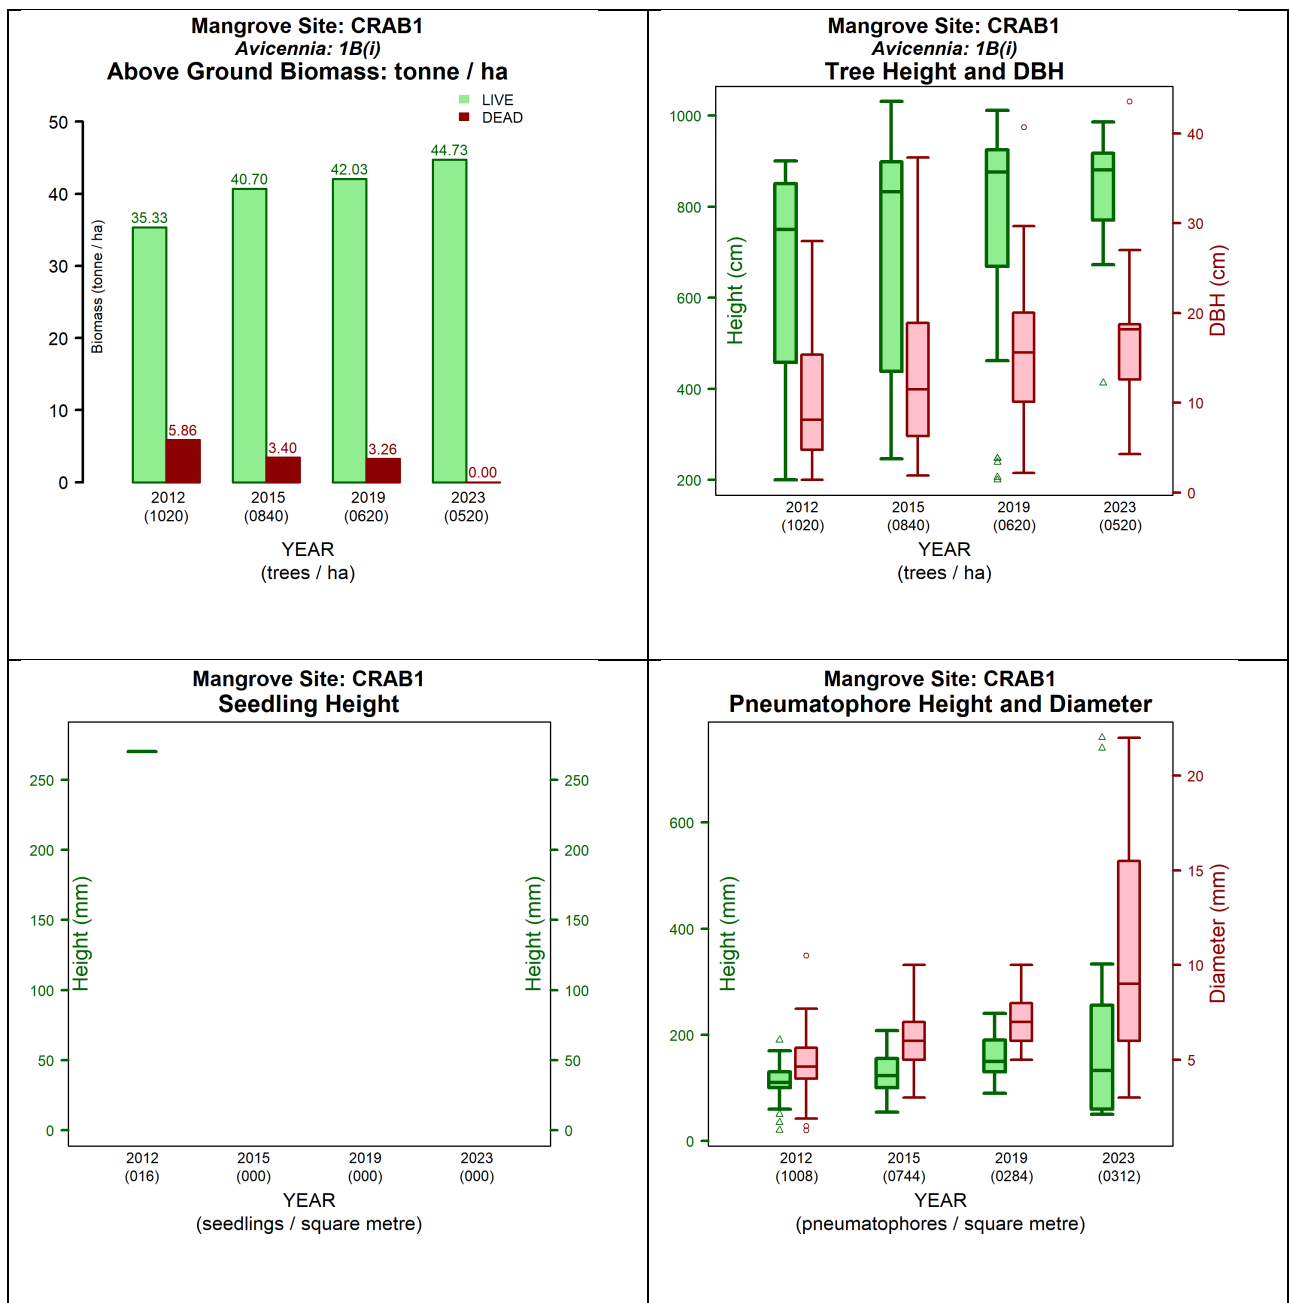 Mangrove Site: CRAB1
Avicennia: 1B(i)
Above Ground Biomass: tonne / ha
LIVE
DEAD
50
40
30
20
10
0
Biomass (tonne / ha)
35.33
5.86
40.70
3.40
42.03
3.26
44.73
0.00
2012 2015 2019 2023
(1020) (0840) (0620) (0520)
YEAR
(trees / ha)
Mangrove Site: CRAB1
Avicennia: 1B(i)
Tree Height and DBH
1000
800
600
400
200
Height (cm)
40
30
20
10
0
DBH (cm)
2012 2015 2019 2023
(1020) (0840) (0620) (0520)
YEAR
(trees / ha)
Mangrove Site: CRAB1
Seedling Height
250
200
150
100
50
0
Height (mm)
250
200
150
100
50
0
Height (mm)
2012 2015 2019 2023
(016) (000) (000) (000)
YEAR
(seedlings / square metre)
Mangrove Site: CRAB1
Pneumatophore Height and Diameter
600
400
200
0
Height (mm)
20
15
10
5
Diameter (mm)
2012 2015 2019 2023
(1008) (0744) (0284) (0312)
YEAR
(pneumatophores / square metre)